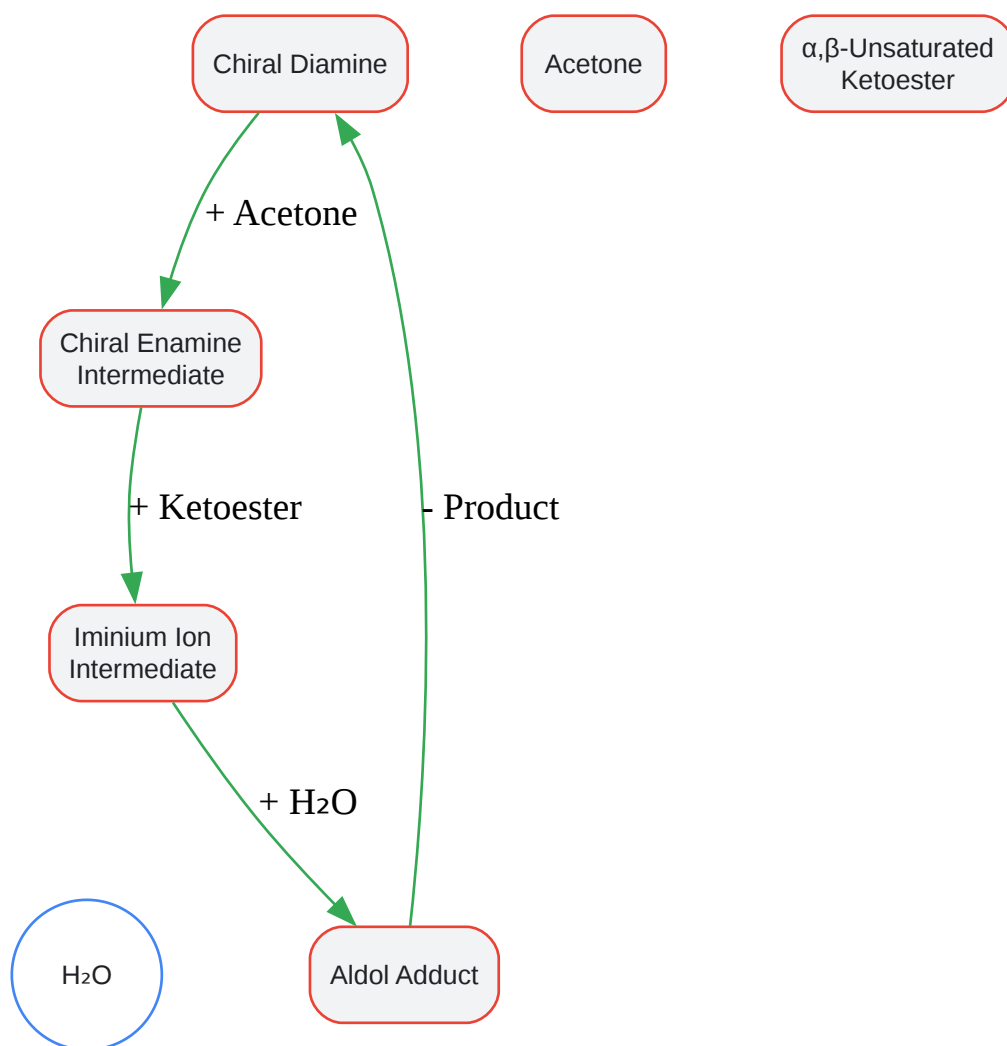 Chiral Diamine
Acetone
α,β-Unsaturated
Ketoester
+ Acetone
Chiral Enamine
Intermediate
+ Ketoester
- Product
Iminium Ion
Intermediate
+ H₂O
H₂O
Aldol Adduct